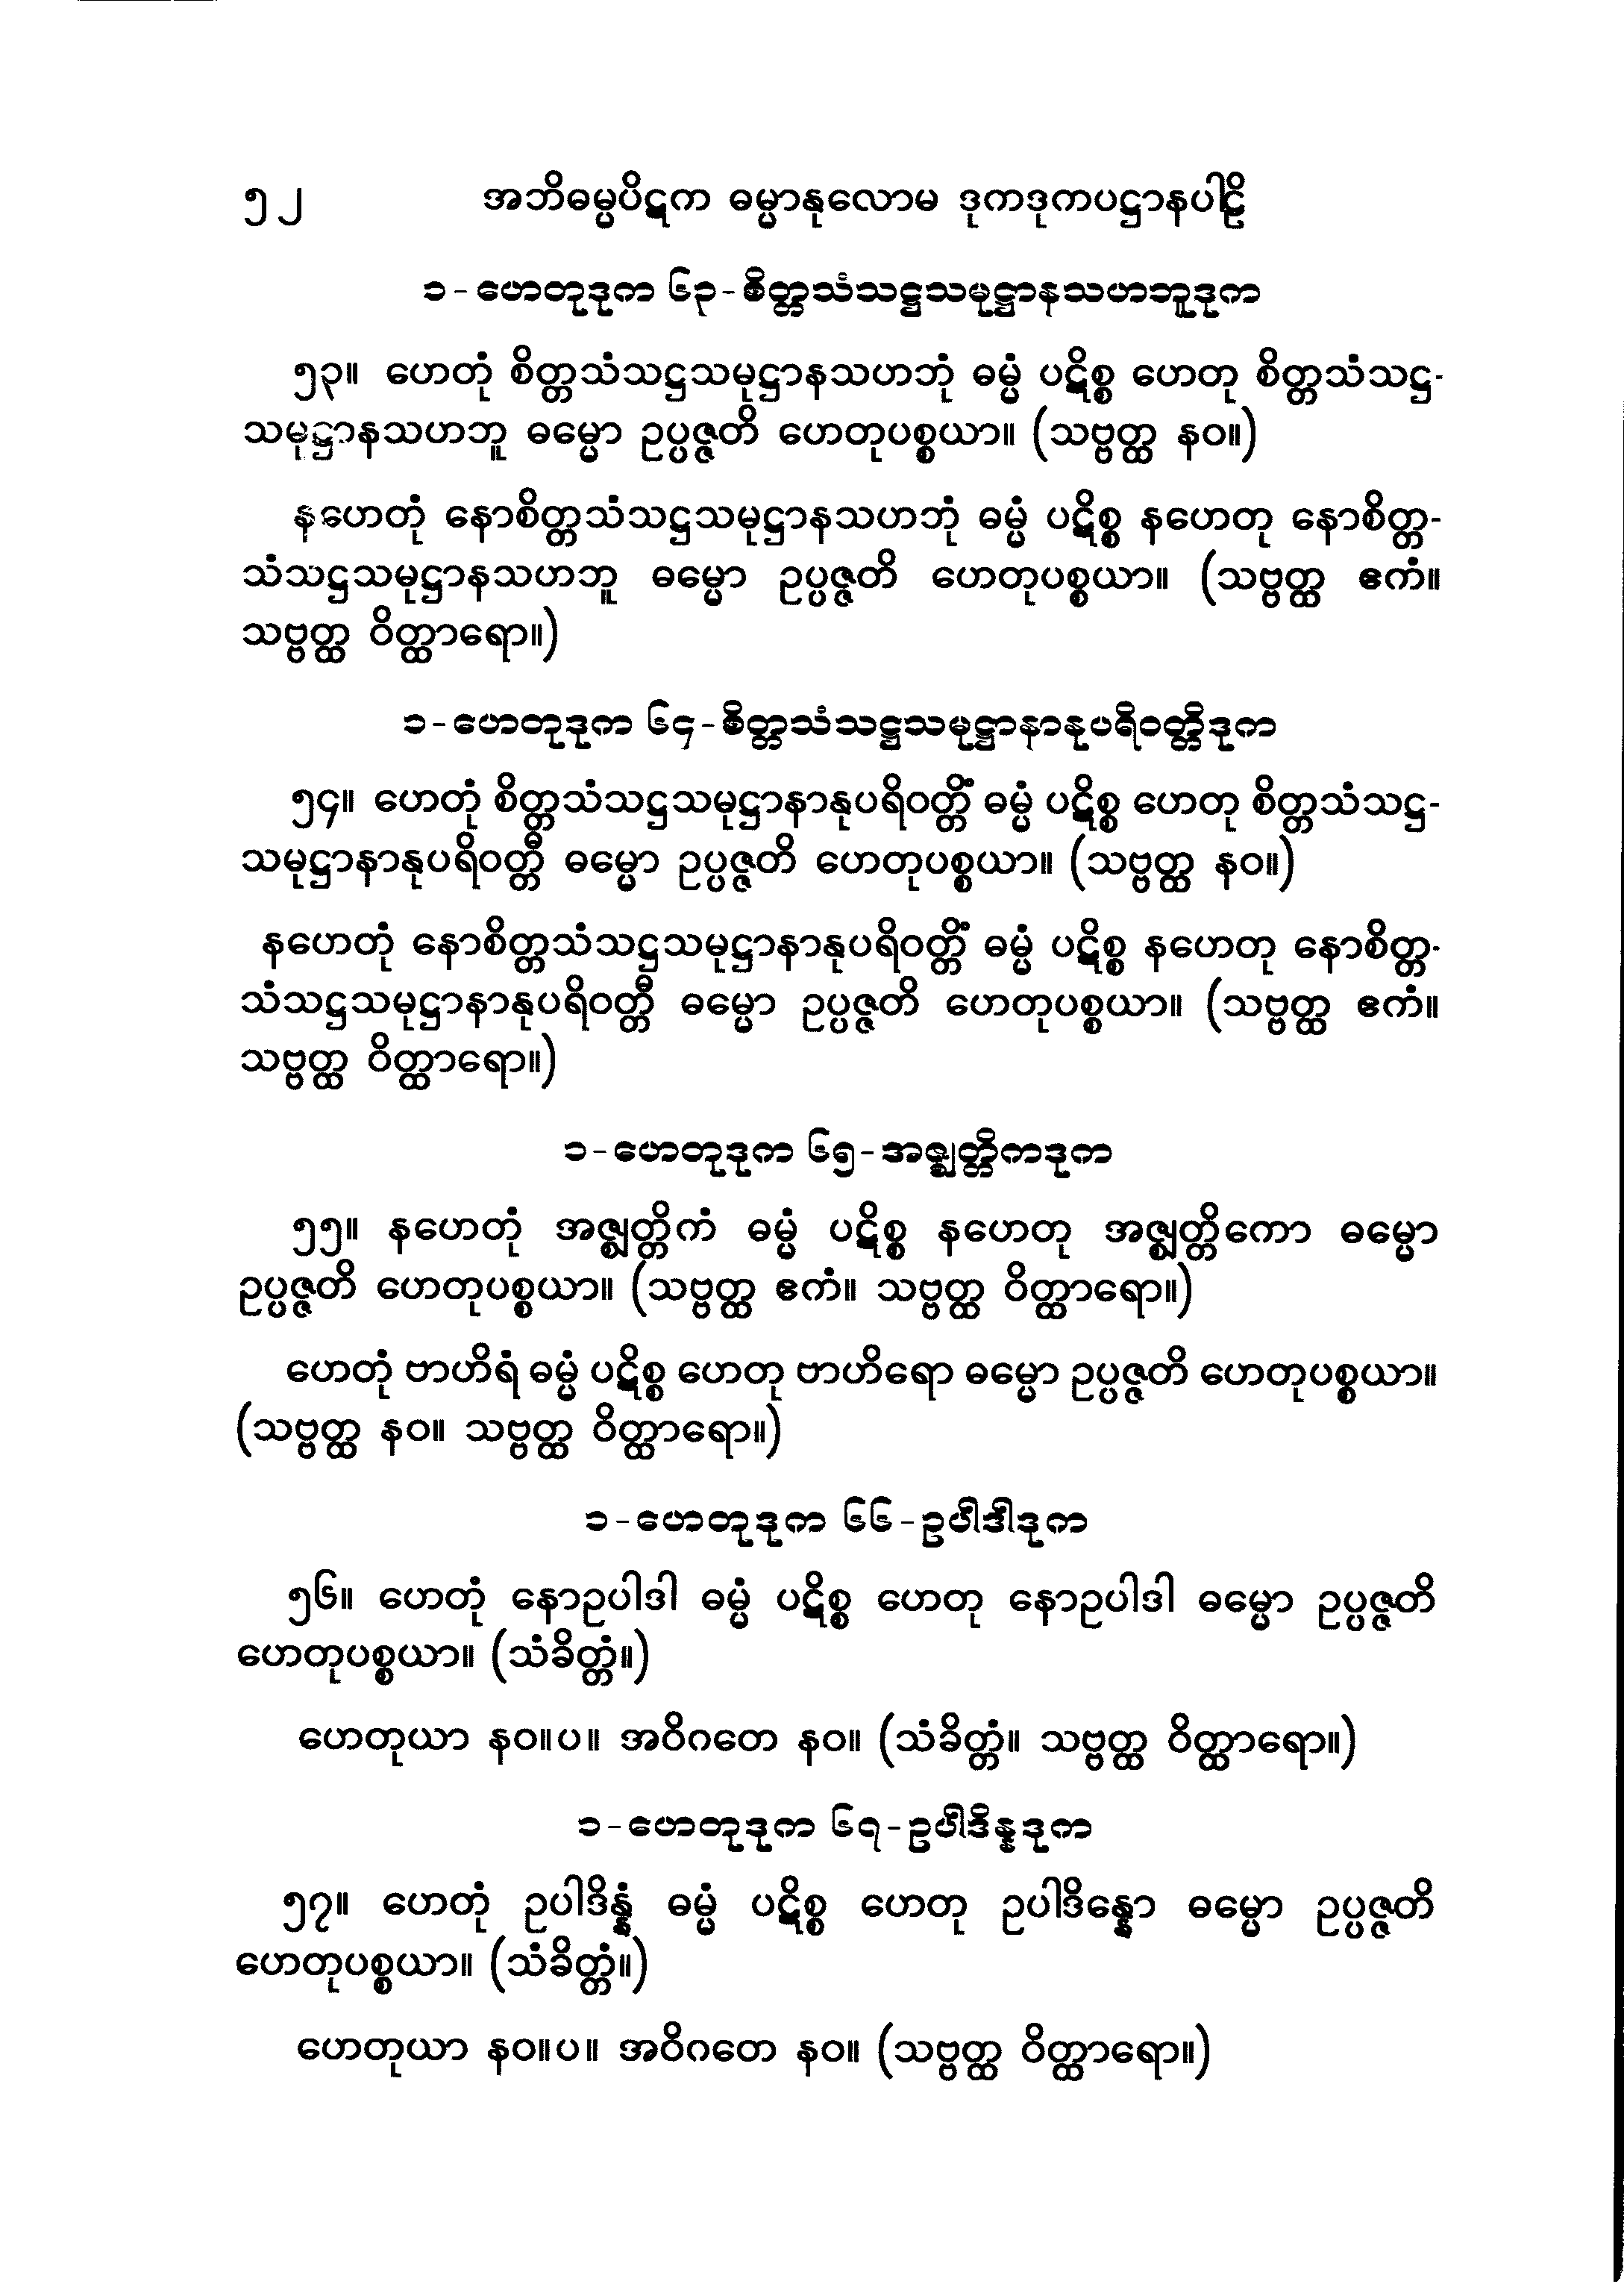 ၅၂ အဘိဓမ္မပိဋက ဓမ္မာနုလောမ ဒုကဒုကပဋ္ဌာနပါဠိ
၁-ဟေတုဒုက ၆၃-စိတ္တသံသဋ္ဌသမုဋ္ဌာနသဟဘူဒုက
၅၃။ ဟေတုံ စိတ္တသံသဋ္ဌသမုဋ္ဌာနသဟဘုံ ဓမ္မံ ပဋိစ္စ ဟေတု စိတ္တသံသဋ္ဌ-
သမုဋ္ဌာနသဟဘူ ဓမ္မော ဥပ္ပဇ္ဇတိ ဟေတုပစ္စယာ။ (သဗ္ဗတ္ထ နဝ။)
နဟေတုံ နောစိတ္တသံသဋ္ဌသမုဋ္ဌာနသဟဘုံ ဓမ္မံ ပဋိစ္စ နဟေတု နောစိတ္တ-
သံသဋ္ဌသမုဋ္ဌာနသဟဘူ ဓမ္မော ဥပ္ပဇ္ဇတိ ဟေတုပစ္စယာ။ (သဗ္ဗတ္ထ ဧကံ။
သဗ္ဗတ္ထ ဝိတ္ထာရော။)
၁-ဟေတုဒုက ၆၄-စိတ္တသံသဋ္ဌသမုဋ္ဌာနာနုပရိဝတ္တိဒုက
၅၄။ ဟေတုံ စိတ္တသံသဋ္ဌသမုဋ္ဌာနာနုပရိဝတ္တိံ ဓမ္မံ ပဋိစ္စ ဟေတု စိတ္တသံသဋ္ဌ-
သမုဋ္ဌာနာနုပရိဝတ္တီ ဓမ္မော ဥပ္ပဇ္ဇတိ ဟေတုပစ္စယာ။ (သဗ္ဗတ္ထ နဝ။)
နဟေတုံ နောစိတ္တသံသဋ္ဌသမုဋ္ဌာနာနုပရိဝတ္တိံ ဓမ္မံ ပဋိစ္စ နဟေတု နောစိတ္တ-
သံသဋ္ဌသမုဋ္ဌာနာနုပရိဝတ္တီ ဓမ္မော ဥပ္ပဇ္ဇတိ ဟေတုပစ္စယာ။ (သဗ္ဗတ္ထ ဧကံ။
သဗ္ဗတ္ထ ဝိတ္ထာရော။)
၁-ဟေတုဒုက ၆၅-အဇ္ဈတ္တိကဒုက
၅၅။ နဟေတုံ အဇ္ဈတ္တိကံ ဓမ္မံ ပဋိစ္စ နဟေတု အဇ္ဈတ္တိကော ဓမ္မော
ဥပ္ပဇ္ဇတိ ဟေတုပစ္စယာ။ (သဗ္ဗတ္ထ ဧကံ။ သဗ္ဗတ္ထ ဝိတ္ထာရော။)
ဟေတုံ ဗာဟိရံ ဓမ္မံ ပဋိစ္စ ဟေတု ဗာဟိရော ဓမ္မော ဥပ္ပဇ္ဇတိ ဟေတုပစ္စယာ။
(သဗ္ဗတ္ထ နဝ။ သဗ္ဗတ္ထ ဝိတ္ထာရော။)
၁-ဟေတုဒုက ၆၆-ဥပါဒါဒုက
၅၆။ ဟေတုံ နောဥပါဒါ ဓမ္မံ ပဋိစ္စ ဟေတု နောဥပါဒါ ဓမ္မော ဥပ္ပဇ္ဇတိ
ဟေတုပစ္စယာ။ (သံခိတ္တံ။)
ဟေတုယာ နဝ။ပ။ အဝိဂတေ နဝ။ (သံခိတ္တံ။ သဗ္ဗတ္ထ ဝိတ္ထာရော။)
၁-ဟေတုဒုက ၆၇-ဥပါဒိန္နဒုက
၅၇။ ဟေတုံ ဥပါဒိန္နံ ဓမ္မံ ပဋိစ္စ ဟေတု ဥပါဒိန္နော ဓမ္မော ဥပ္ပဇ္ဇတိ
ဟေတုပစ္စယာ။ (သံခိတ္တံ။)
ဟေတုယာ နဝ။ပ။ အဝိဂတေ နဝ။ (သဗ္ဗတ္ထ ဝိတ္ထာရော။)